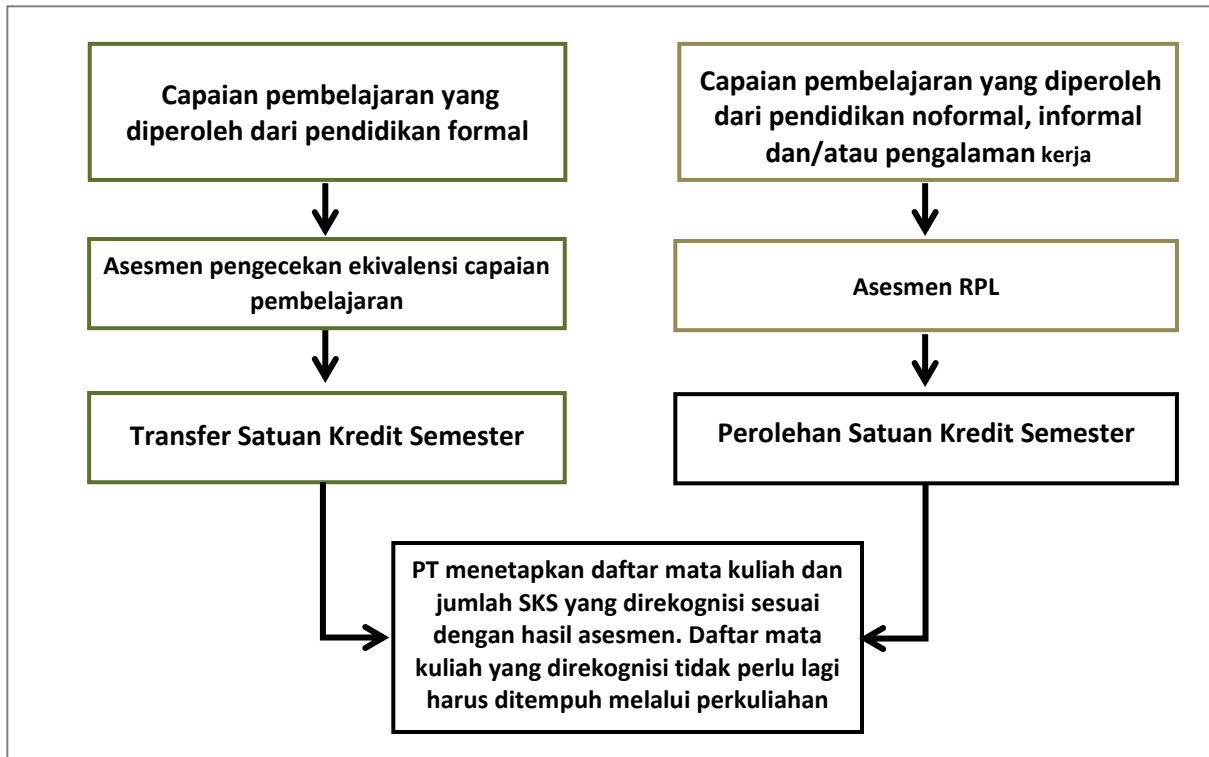 Capaian pembelajaran yang
diperoleh dari pendidikan formal
Asesmen pengecekan ekivalensi capaian
pembelajaran
Transfer Satuan Kredit Semester
Capaian pembelajaran yang diperoleh
dari pendidikan noformal, informal
dan/atau pengalaman kerja
Asesmen RPL
Perolehan Satuan Kredit Semester
PT menetapkan daftar mata kuliah dan
jumlah SKS yang direkognisi sesuai
dengan hasil asesmen. Daftar mata
kuliah yang direkognisi tidak perlu lagi
harus ditempuh melalui perkuliahan